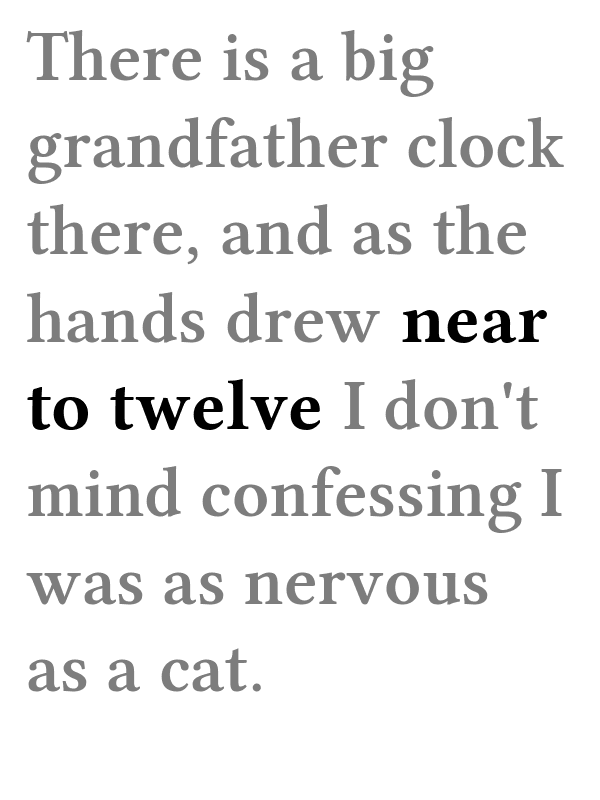 There is a big
grandfather clock
there, and as the
hands drew near
to twelve I don't
mind confessing I
was as nervous
as a cat.